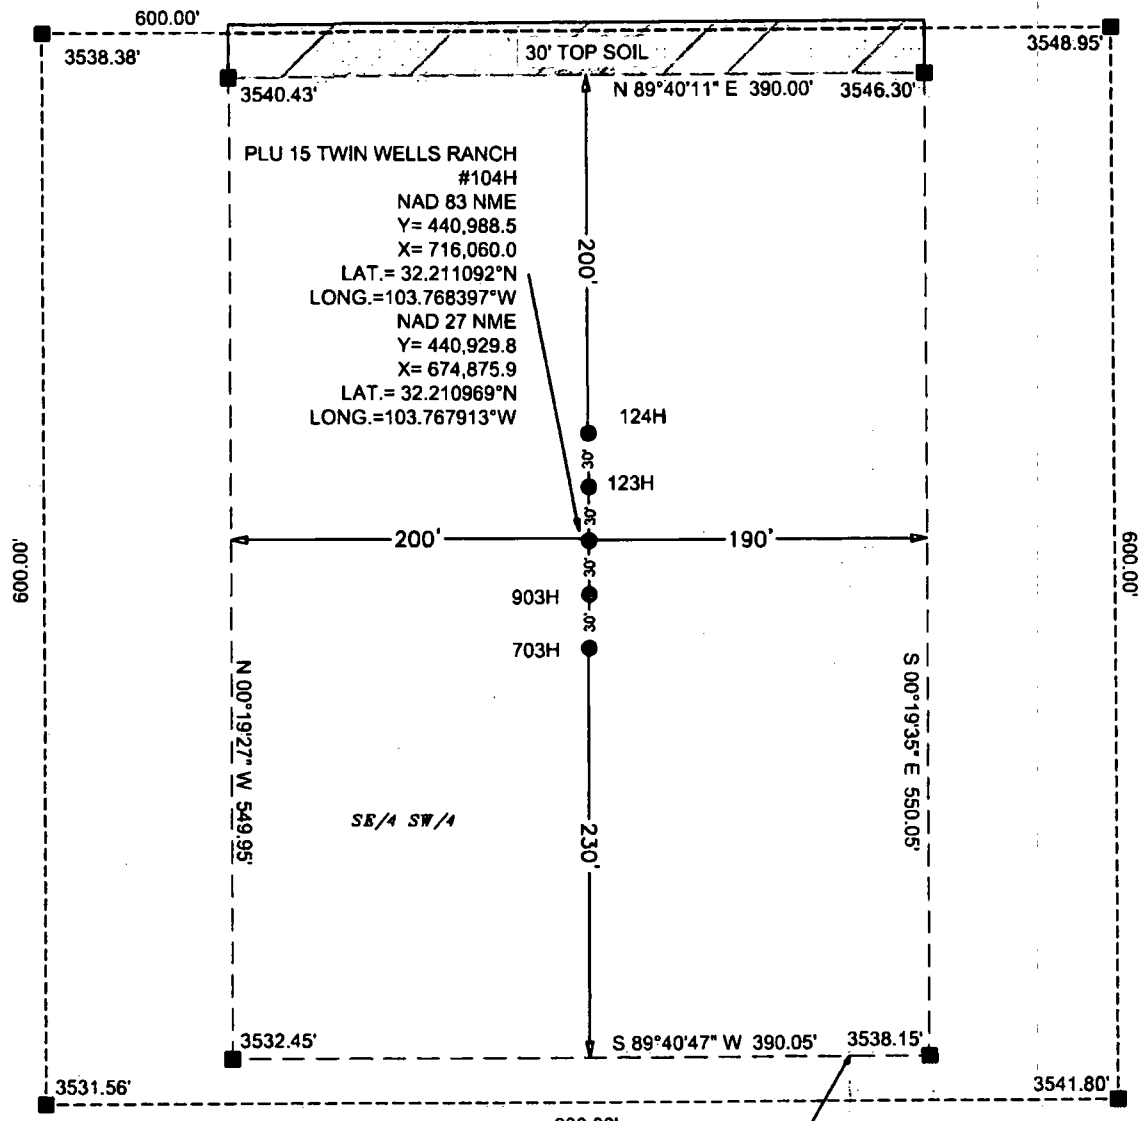 600.00'
3538.38'
3548.95'
30' TOP SOIL
3540.43'
N 89°40'11" E 390.00'
3546.30'
PLU 15 TWIN WELLS RANCH
#104H
NAD 83 NME
Y= 440,988.5
X= 716,060.0
LAT.= 32.211092°N
LONG.=103.768397°W
NAD 27 NME
Y= 440,929.8
X= 674,875.9
LAT.= 32.210969°N
LONG.=103.767913°W
200'
124H
30'
123H
30'
200'
190'
30'
903H
30'
703H
600.00'
600.00'
N 00°19'27" W 549.95'
S 00°19'35" E 550.05'
SE/4 SW/4
230'
3532.45'
S 89°40'47" W 390.05'
3538.15'
3531.56'
3541.80'